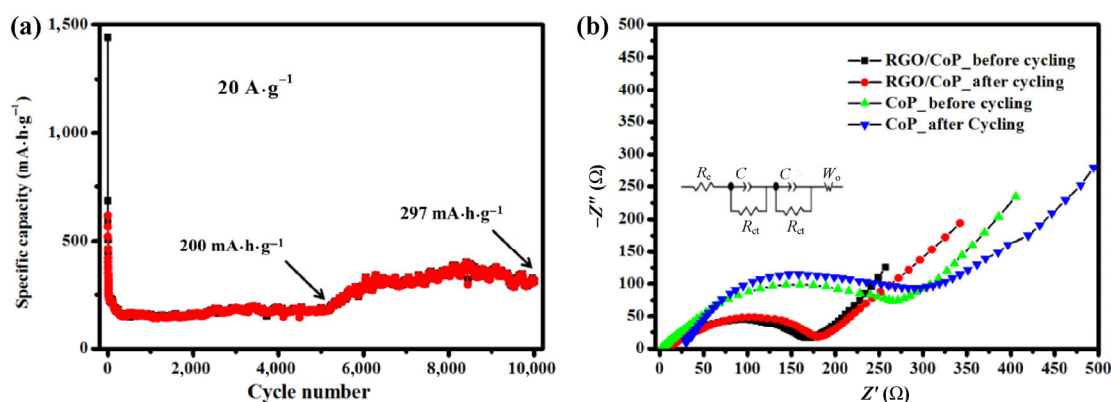 (a)
1,500
1,000
500
0
Specific capacity (mA·h·g⁻¹)
20 A·g⁻¹
200 mA·h·g⁻¹
297 mA·h·g⁻¹
0
2,000
4,000
6,000
8,000
10,000
Cycle number
(b)
500
450
400
350
300
250
200
150
100
50
0
−Z″ (Ω)
RGO/CoP_before cycling
RGO/CoP_after cycling
CoP_before cycling
CoP_after Cycling
Re
C
C
Wo
Rct
Rct
0
50
100
150
200
250
300
350
400
450
500
Z′ (Ω)